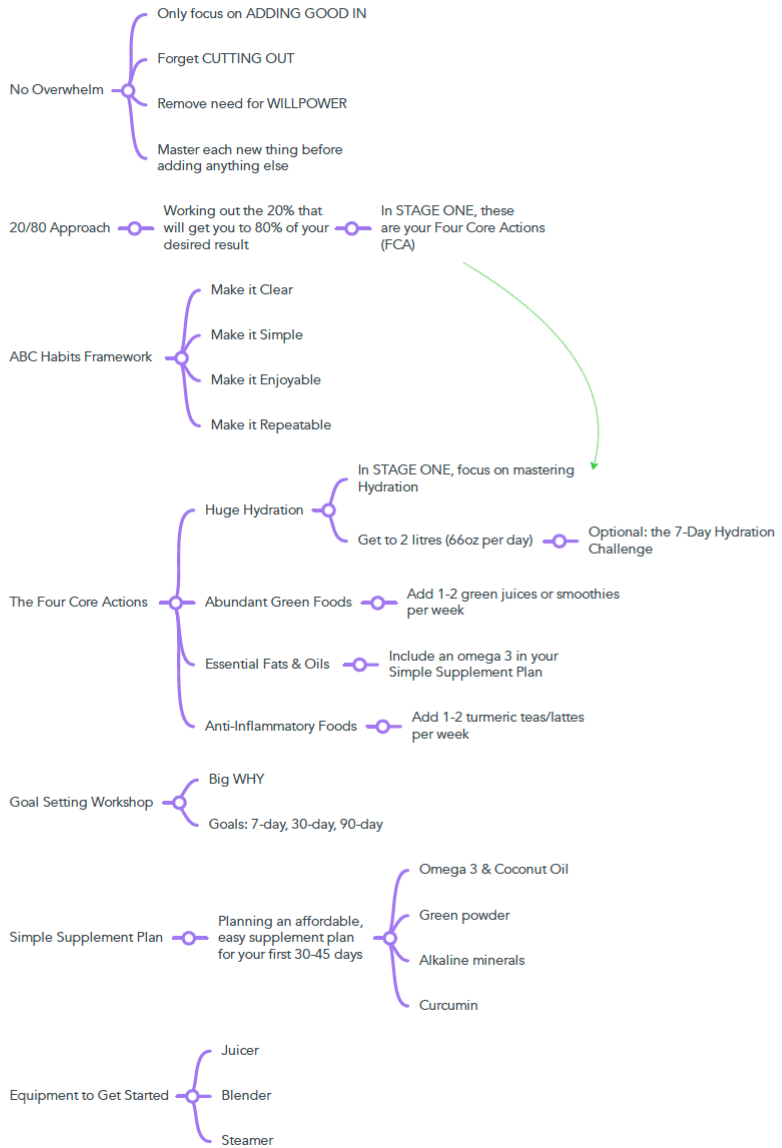 Only focus on ADDING GOOD IN
Forget CUTTING OUT
No Overwhelm
Remove need for WILLPOWER
Master each new thing before
adding anything else
20/80 Approach
Working out the 20% that
will get you to 80% of your
desired result
In STAGE ONE, these
are your Four Core Actions
(FCA)
Make it Clear
Make it Simple
ABC Habits Framework
Make it Enjoyable
Make it Repeatable
In STAGE ONE, focus on mastering
Hydration
Huge Hydration
Get to 2 litres (66oz per day)
Optional: the 7-Day Hydration
Challenge
The Four Core Actions
Abundant Green Foods
Add 1-2 green juices or smoothies
per week
Essential Fats & Oils
Include an omega 3 in your
Simple Supplement Plan
Anti-Inflammatory Foods
Add 1-2 turmeric teas/lattes
per week
Big WHY
Goal Setting Workshop
Goals: 7-day, 30-day, 90-day
Omega 3 & Coconut Oil
Green powder
Simple Supplement Plan
Planning an affordable,
easy supplement plan
for your first 30-45 days
Alkaline minerals
Curcumin
Juicer
Equipment to Get Started
Blender
Steamer